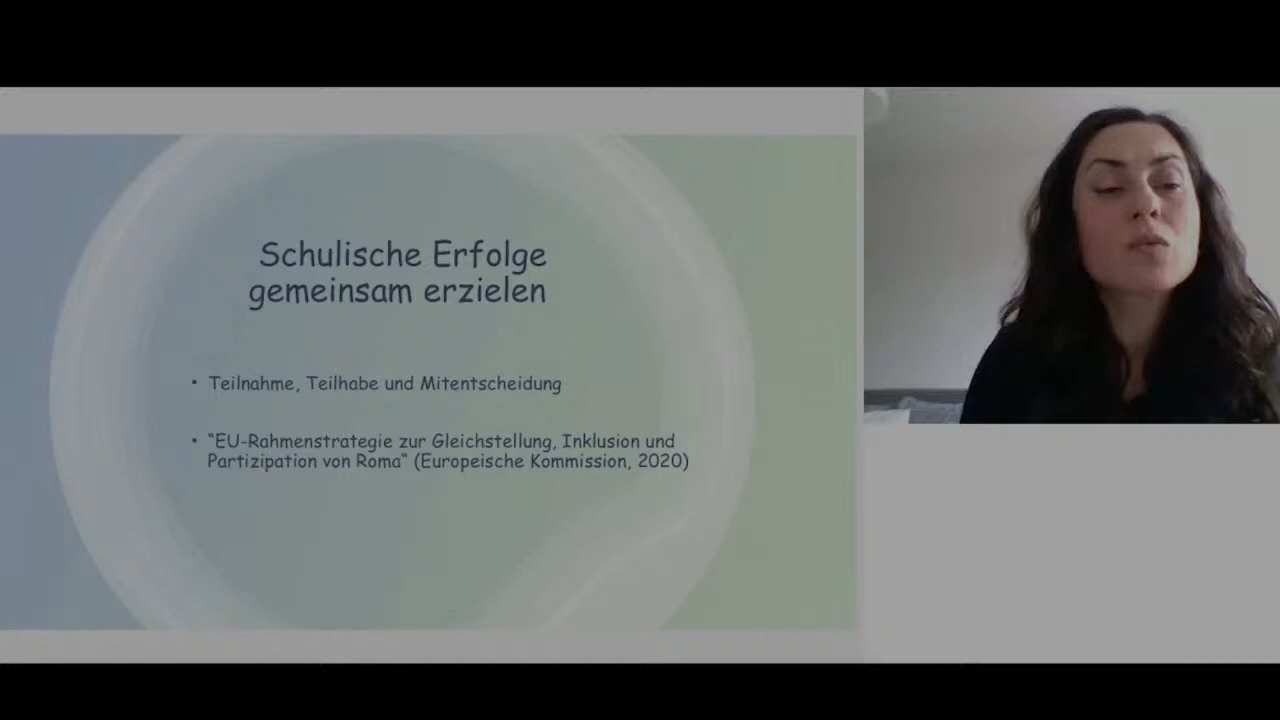 Schulische Erfolge
gemeinsam erzielen
• Teilnahme, Teilhabe und Mitentscheidung
• “EU-Rahmenstrategie zur Gleichstellung, Inklusion und
Partizipation von Roma“ (Europeische Kommission, 2020)